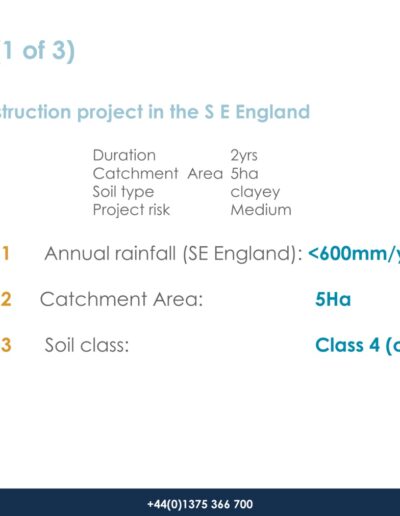 (1 of 3)
struction project in the S E England
Duration 2yrs
Catchment Area 5ha
Soil type clayey
Project risk Medium
1 Annual rainfall (SE England): <600mm/y
2 Catchment Area: 5Ha
3 Soil class: Class 4 (c
+44(0)1375 366 700